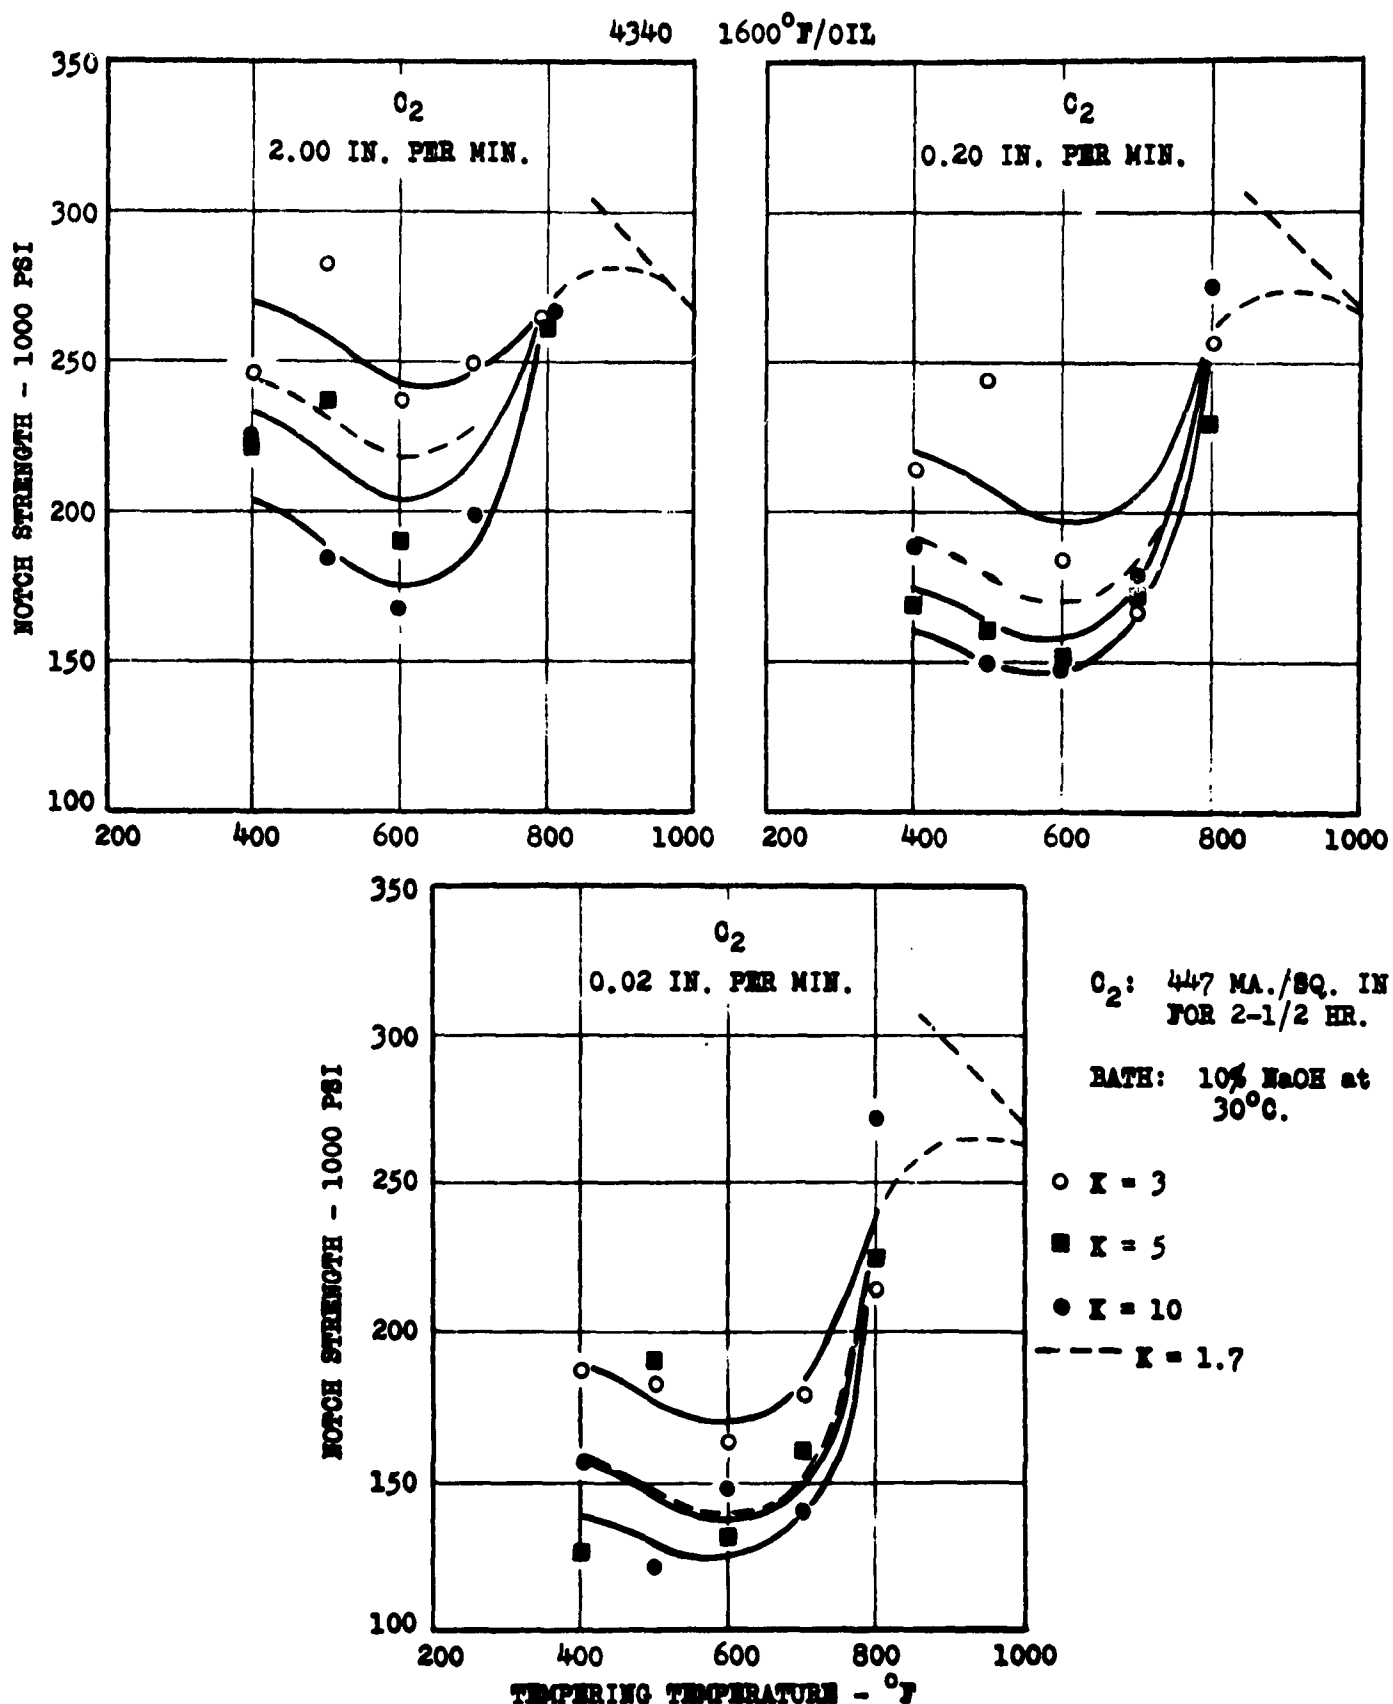 4340 1600°F/OIL
C2
2.00 IN. PER MIN.
C2
0.20 IN. PER MIN.
NOTCH STRENGTH - 1000 PSI
350
300
250
200
150
100
200 400 600 800 1000
200 400 600 800 1000
C2
0.02 IN. PER MIN.
NOTCH STRENGTH - 1000 PSI
350
300
250
200
150
100
200 400 600 800 1000
TEMPERING TEMPERATURE - °F
C2: 447 MA./SQ. IN
FOR 2-1/2 HR.
BATH: 10% NaOH at
30°C.
K = 3
K = 5
K = 10
K = 1.7